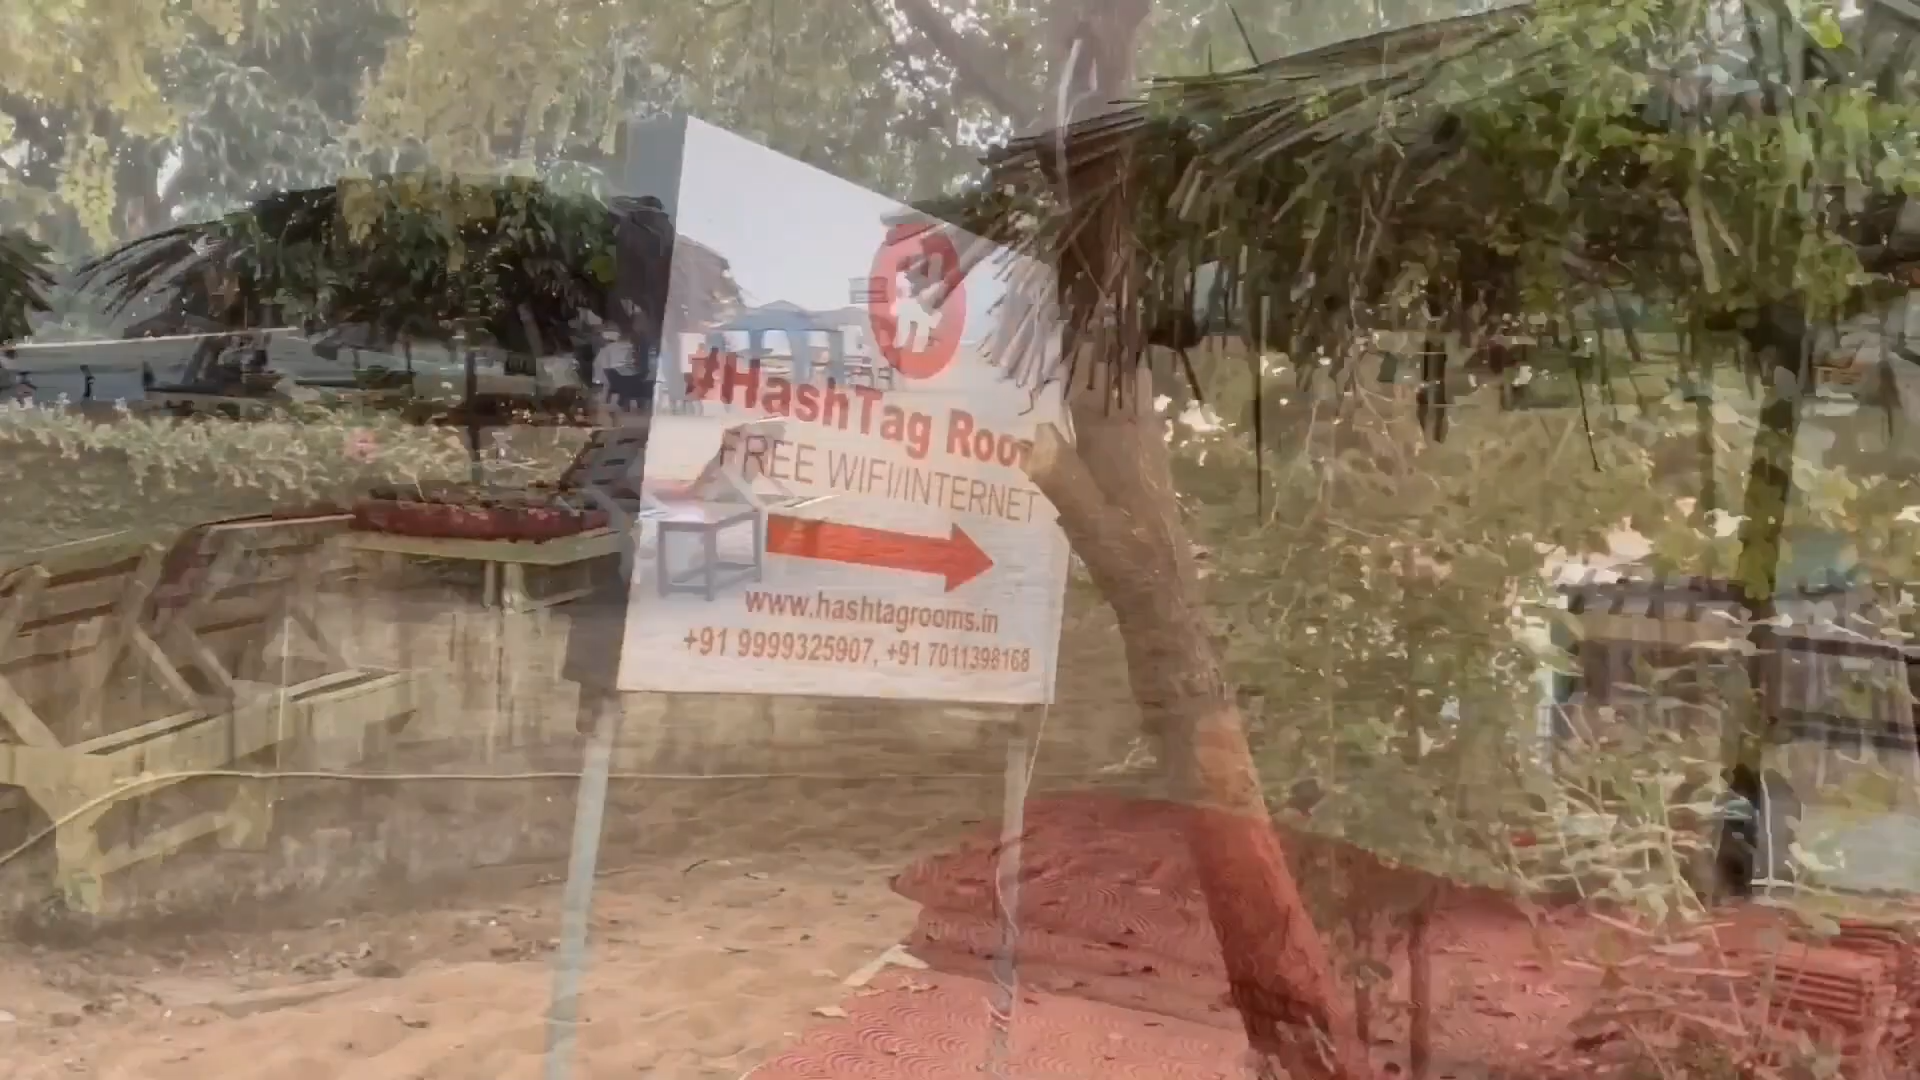 #HashTag Roo
FREE WIFI/INTERNET
www.hashtagrooms.in
+91 9999325907, +91 7011398168